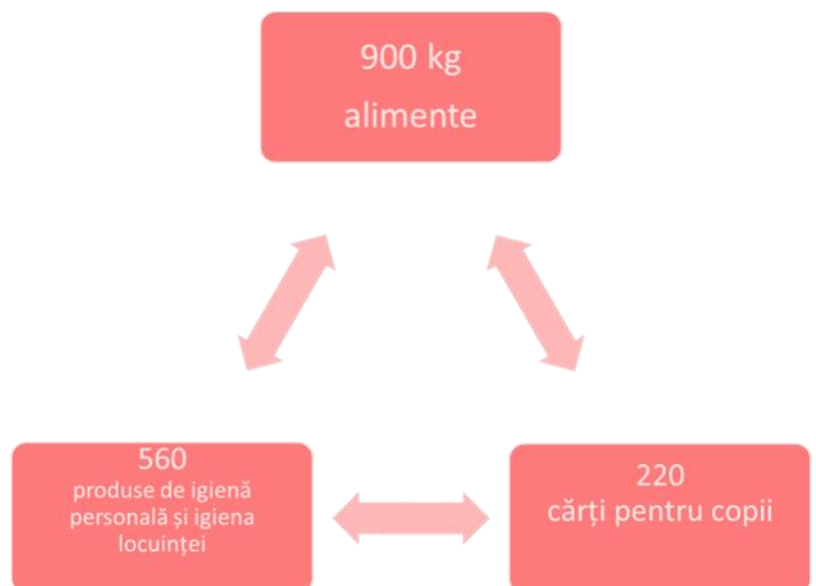 900 kg
alimente
560
produse de igienă
personală și igiena
locuinței
220
cărți pentru copii